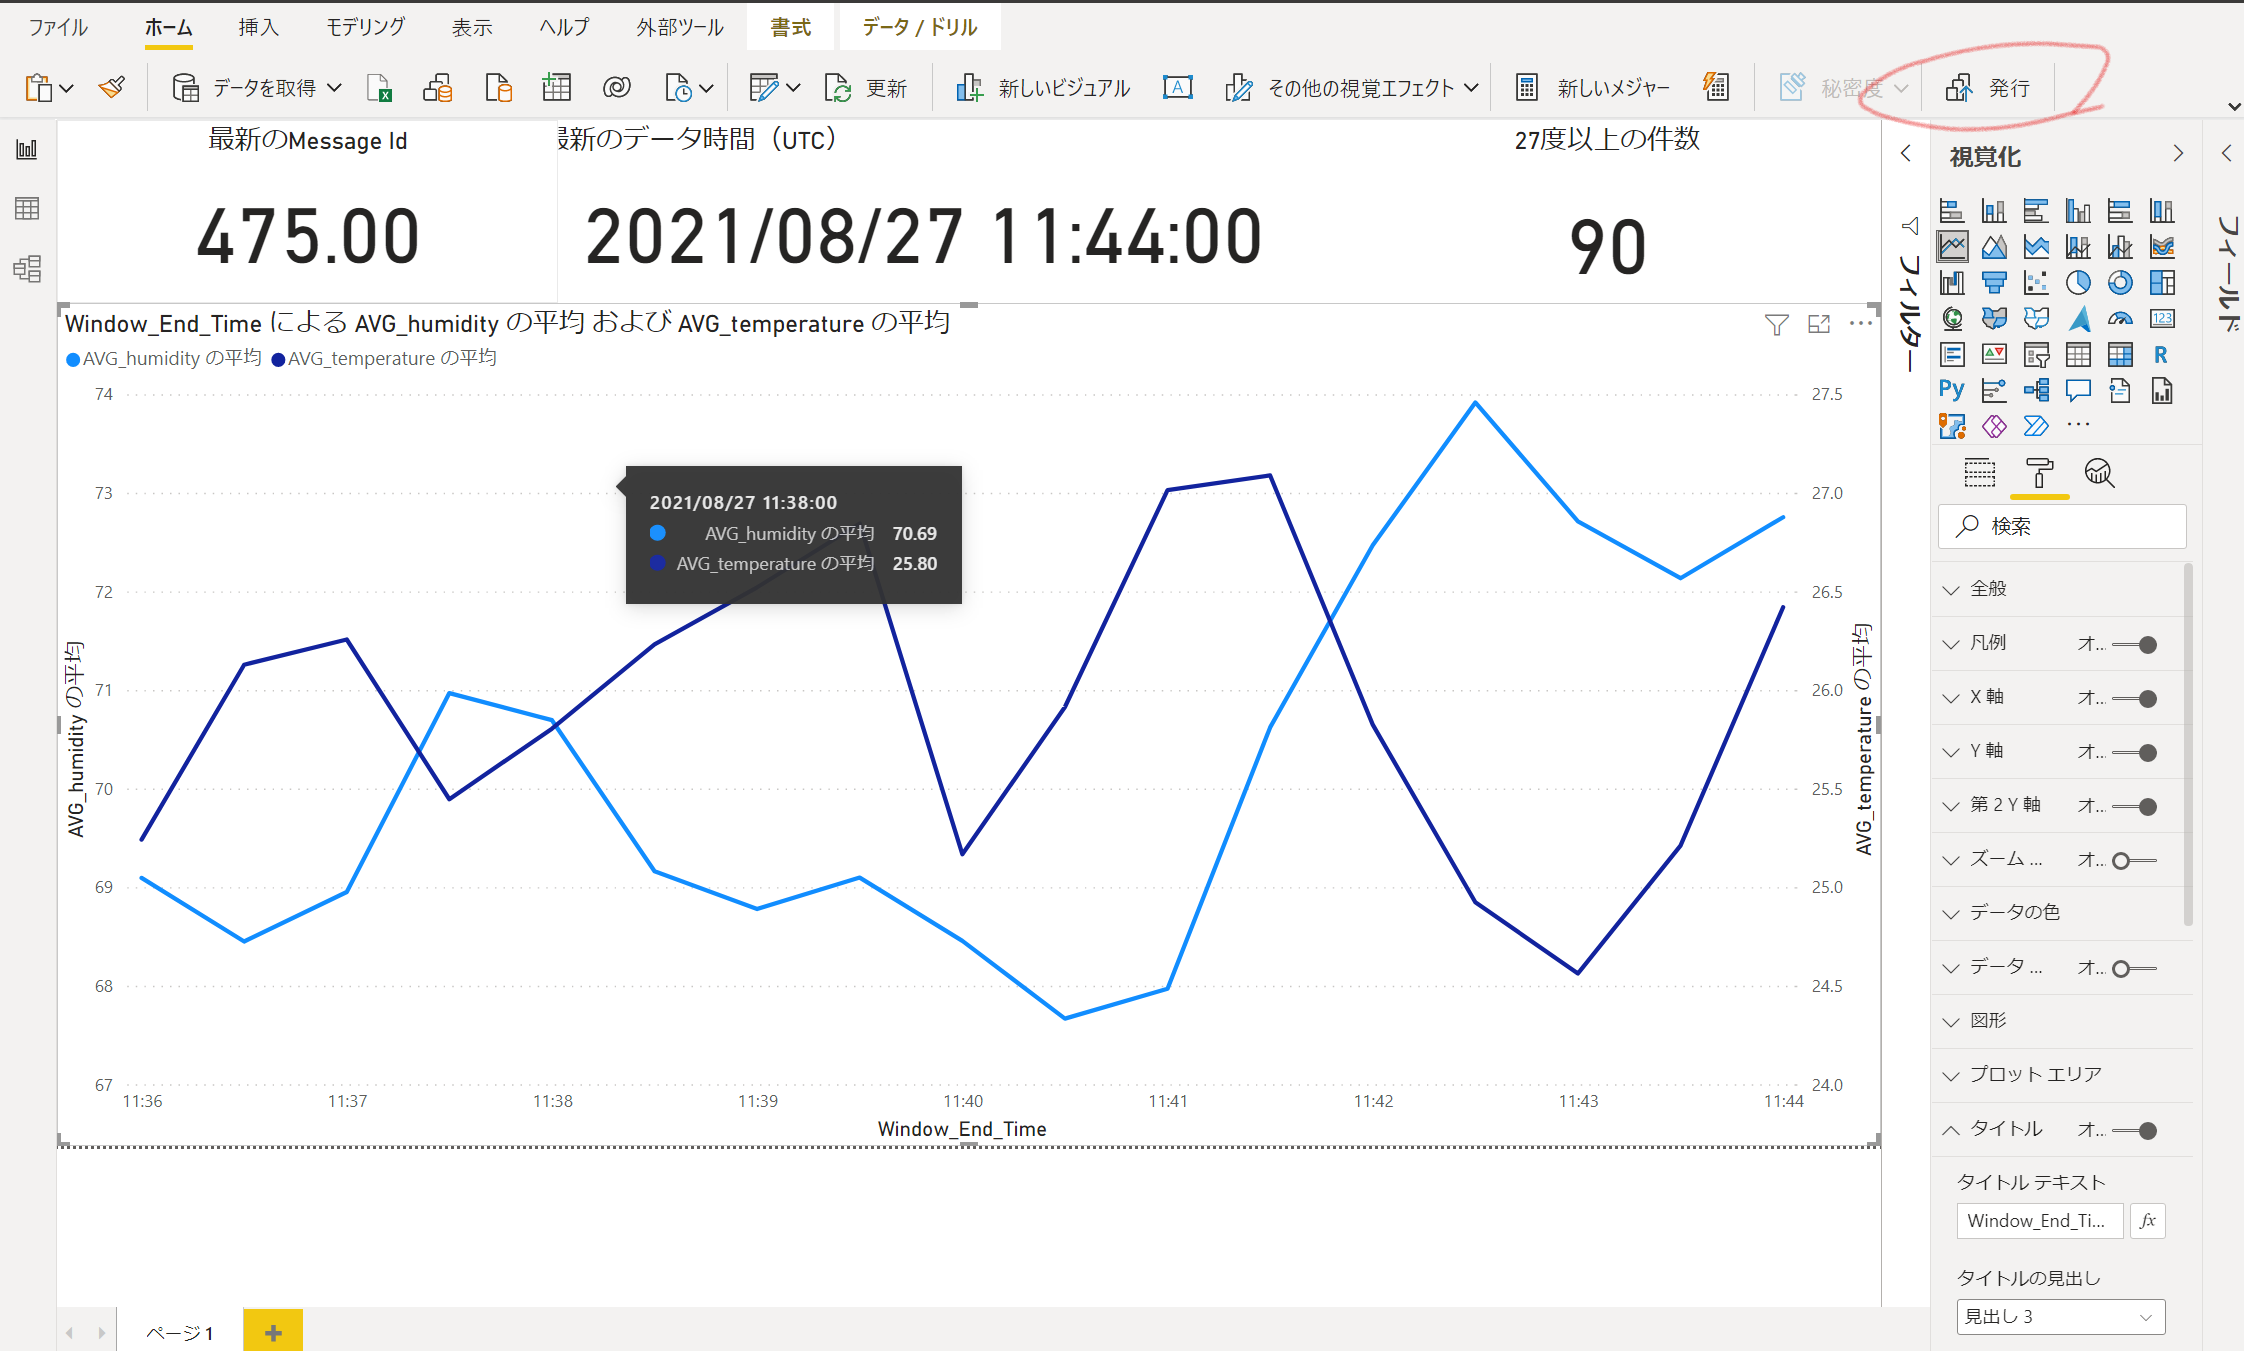 ファイル ホーム 挿入 モデリング 表示 ヘルプ 外部ツール 書式 データ / ドリル
データを取得 更新 新しいビジュアル その他の視覚エフェクト 新しいメジャー 秘密度 発行
最新のMessage Id
475.00
最新のデータ時間（UTC）
2021/08/27 11:44:00
27度以上の件数
90
Window_End_Time による AVG_humidity の平均 および AVG_temperature の平均
AVG_humidity の平均 AVG_temperature の平均
AVG_humidity の平均
74
73
72
71
70
69
68
67
2021/08/27 11:38:00
AVG_humidity の平均 70.69
AVG_temperature の平均 25.80
27.5
27.0
26.5
26.0
25.5
25.0
24.5
24.0
AVG_temperature の平均
11:36 11:37 11:38 11:39 11:40 11:41 11:42 11:43 11:44
Window_End_Time
フィルター
視覚化
123
R
Py
検索
全般
凡例 オ...
X 軸 オ...
Y 軸 オ...
第 2 Y 軸 オ...
ズーム ... オ...
データの色
データ ... オ...
図形
プロット エリア
タイトル オ...
タイトル テキスト
Window_End_Ti... fx
タイトルの見出し
見出し 3
フィールド
ページ 1